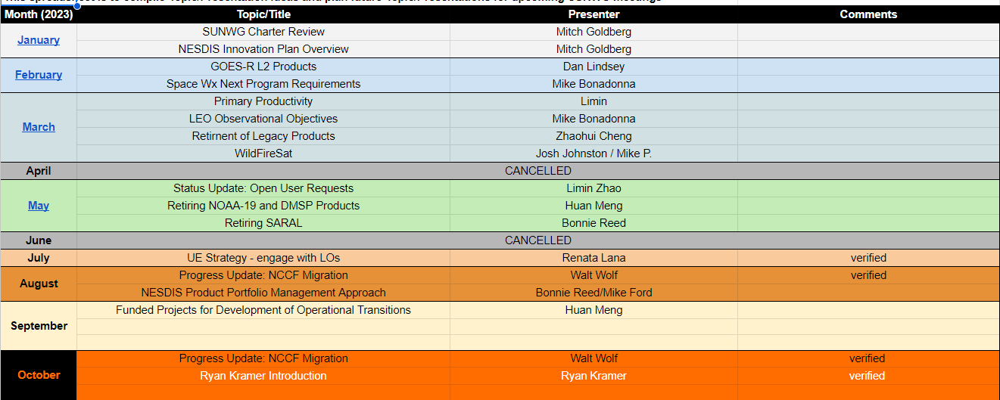 Month (2023) Topic/Title Presenter Comments
January
SUNWG Charter Review Mitch Goldberg
NESDIS Innovation Plan Overview Mitch Goldberg
February
GOES-R L2 Products Dan Lindsey
Space Wx Next Program Requirements Mike Bonadonna
March
Primary Productivity Limin
LEO Observational Objectives Mike Bonadonna
Retirnent of Legacy Products Zhaohui Cheng
WildFireSat Josh Johnston / Mike P.
April CANCELLED
May
Status Update: Open User Requests Limin Zhao
Retiring NOAA-19 and DMSP Products Huan Meng
Retiring SARAL Bonnie Reed
June CANCELLED
July UE Strategy - engage with LOs Renata Lana verified
August
Progress Update: NCCF Migration Walt Wolf verified
NESDIS Product Portfolio Management Approach Bonnie Reed/Mike Ford
September
Funded Projects for Development of Operational Transitions Huan Meng
October
Progress Update: NCCF Migration Walt Wolf verified
Ryan Kramer Introduction Ryan Kramer verified